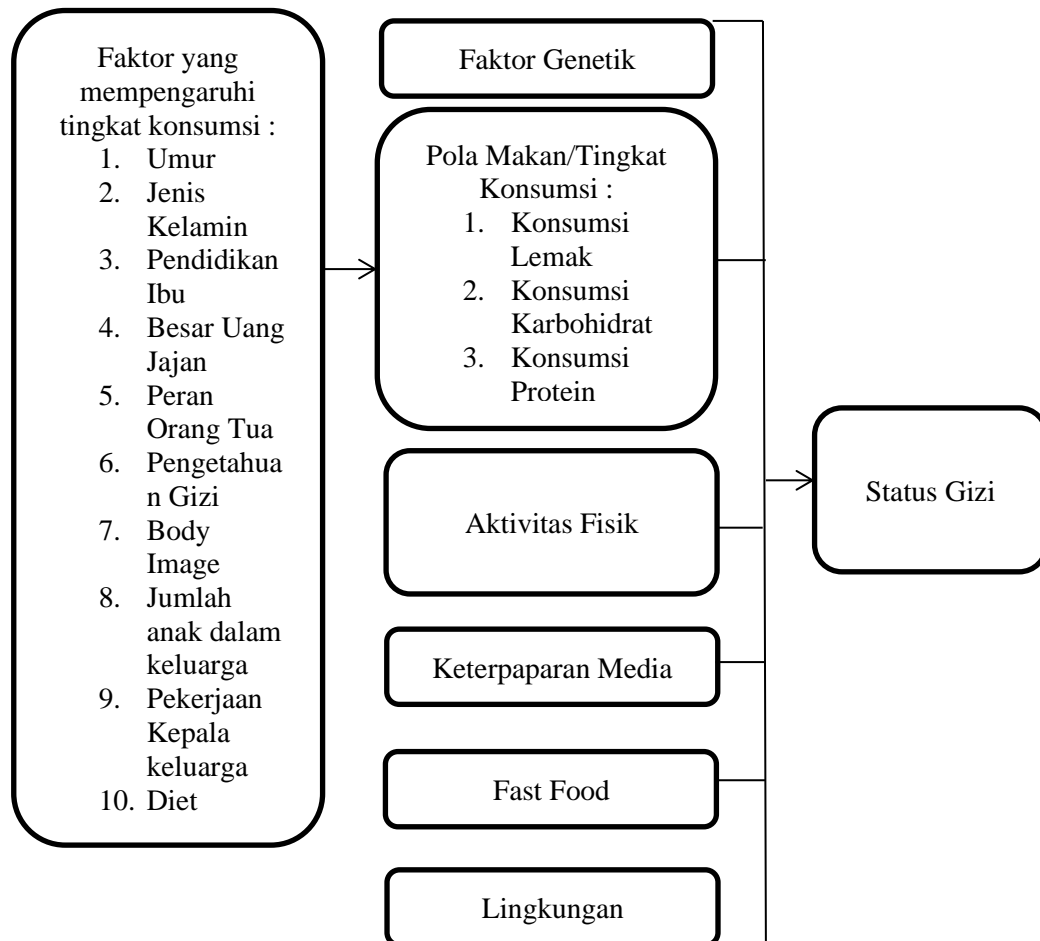 Faktor yang
mempengaruhi
tingkat konsumsi :
1. Umur
2. Jenis
Kelamin
3. Pendidikan
Ibu
4. Besar Uang
Jajan
5. Peran
Orang Tua
6. Pengetahua
n Gizi
7. Body
Image
8. Jumlah
anak dalam
keluarga
9. Pekerjaan
Kepala
keluarga
10. Diet
Faktor Genetik
Pola Makan/Tingkat
Konsumsi :
1. Konsumsi
Lemak
2. Konsumsi
Karbohidrat
3. Konsumsi
Protein
Aktivitas Fisik
Keterpaparan Media
Fast Food
Lingkungan
Status Gizi